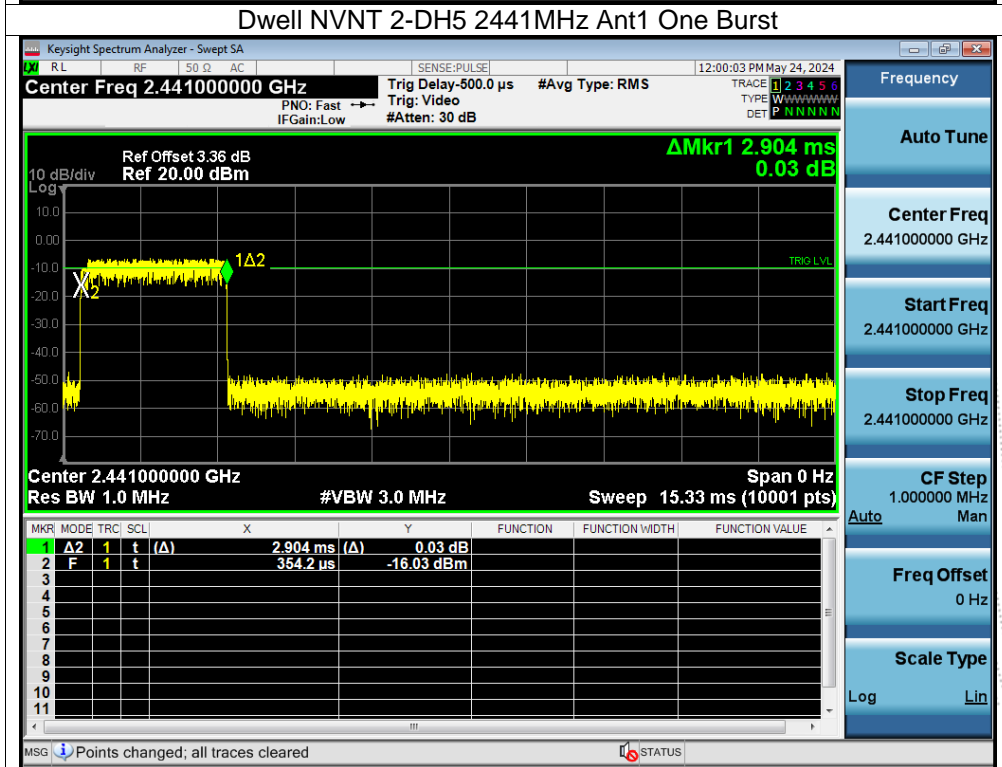 Dwell NVNT 2-DH5 2441MHz Ant1 One Burst
Keysight Spectrum Analyzer - Swept SA
LXI RL RF 50 Ω AC SENSE:PULSE 12:00:03 PM May 24, 2024
Center Freq 2.441000000 GHz Trig Delay-500.0 µs #Avg Type: RMS TRACE 1 2 3 4 5 6
PNO: Fast Trig: Video TYPE WWWWWWW
IFGain:Low #Atten: 30 dB DET P N N N N N
Frequency
Auto Tune
Center Freq
2.441000000 GHz
Start Freq
2.441000000 GHz
Stop Freq
2.441000000 GHz
CF Step
1.000000 MHz
Auto Man
Freq Offset
0 Hz
Scale Type
Log Lin
ΔMkr1 2.904 ms
0.03 dB
Ref Offset 3.36 dB
10 dB/div Ref 20.00 dBm
Log
10.0
0.00
-10.0
-20.0
-30.0
-40.0
-50.0
-60.0
-70.0
1Δ2
2
TRIG LVL
Center 2.441000000 GHz Span 0 Hz
Res BW 1.0 MHz #VBW 3.0 MHz Sweep 15.33 ms (10001 pts)
MKR MODE TRC SCL X Y FUNCTION FUNCTION WIDTH FUNCTION VALUE
1 Δ2 1 t (Δ) 2.904 ms (Δ) 0.03 dB
2 F 1 t 354.2 µs -16.03 dBm
3
4
5
6
7
8
9
10
11
MSG Points changed; all traces cleared STATUS